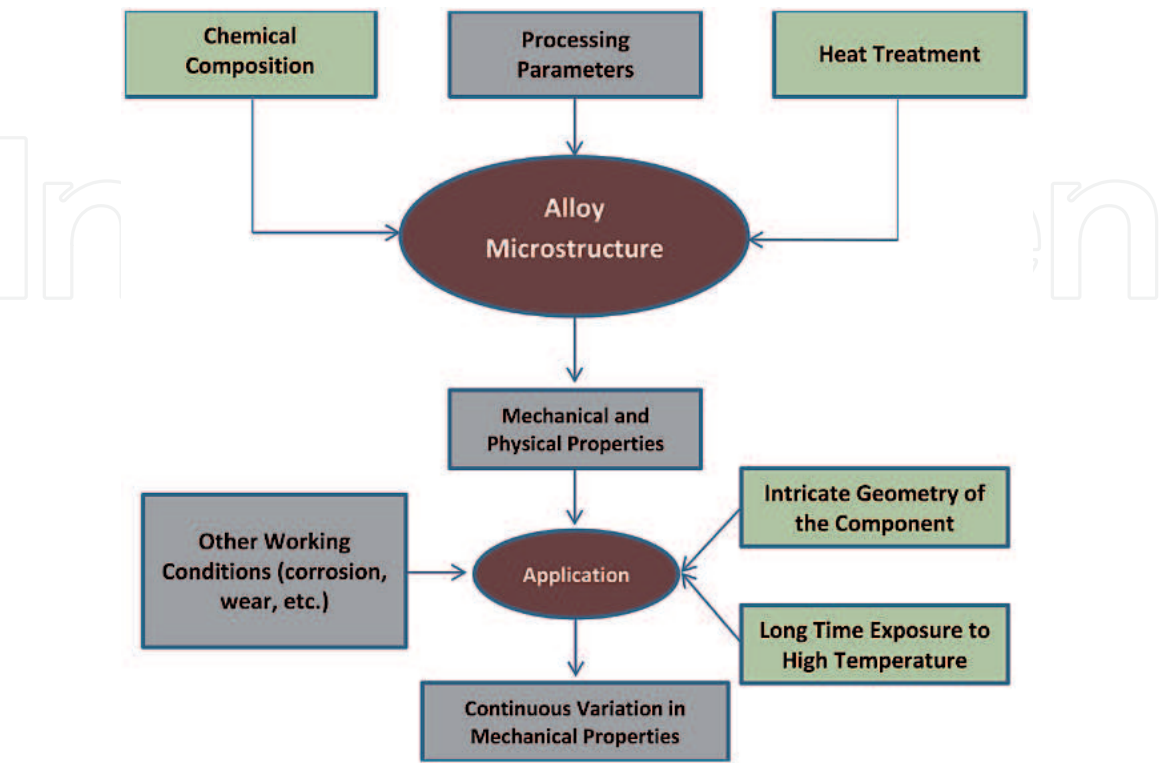 Chemical
Composition
Processing
Parameters
Heat Treatment
Alloy
Microstructure
Mechanical and
Physical Properties
Other Working
Conditions (corrosion,
wear, etc.)
Application
Intricate Geometry of
the Component
Long Time Exposure to
High Temperature
Continuous Variation in
Mechanical Properties